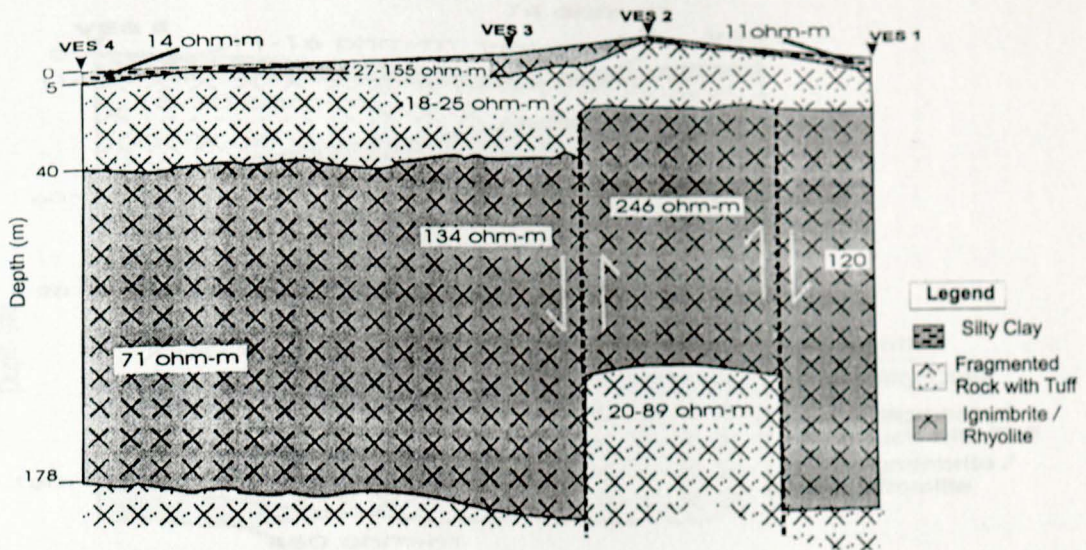 VES 4
14 ohm-m
VES 3
VES 2
11ohm-m
VES 1
0
5
27-155 ohm-m
18-25 ohm-m
40
Depth (m)
134 ohm-m
246 ohm-m
120
71 ohm-m
20-89 ohm-m
178
Legend
Silty Clay
Fragmented
Rock with Tuff
Ignimbrite /
Rhyolite